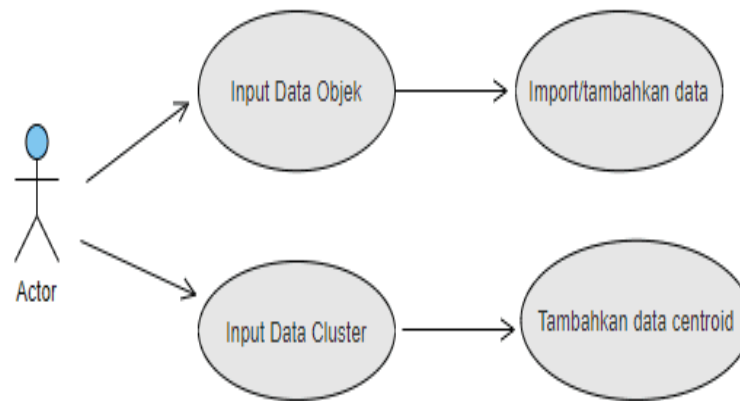 Input Data Objek
Import/tambahkan data
Actor
Input Data Cluster
Tambahkan data centroid